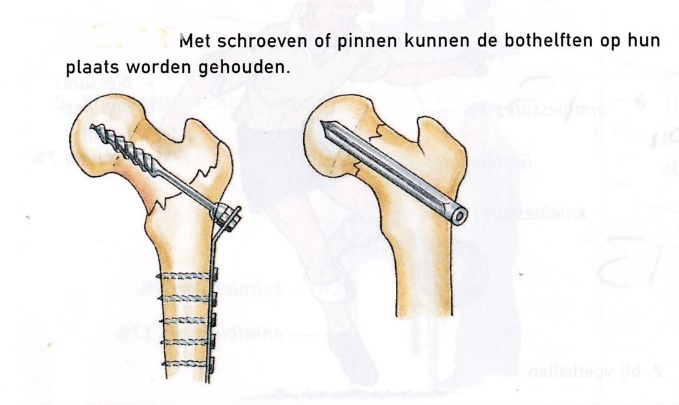 Met schroeven of pinnen kunnen de bothelften op hun
plaats worden gehouden.